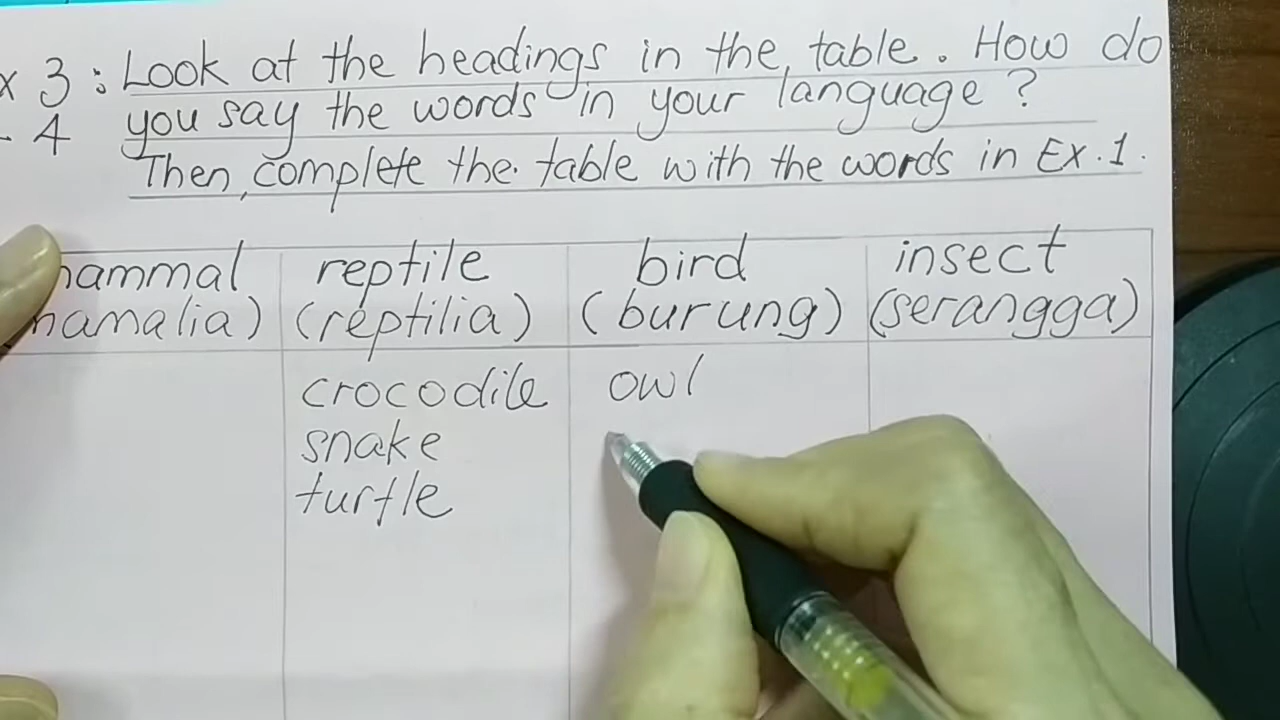 x 3 : Look at the headings in the table. How do
- 4 you say the words in your language?
Then, complete the table with the words in Ex.1.
ammal reptile bird insect
amalia) (reptilia) (burung) (serangga)
crocodile owl
snake
turtle